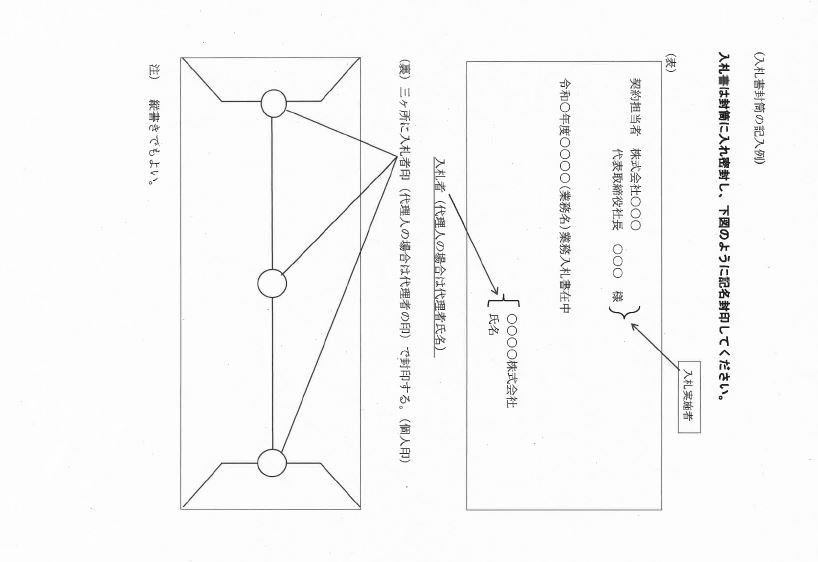 (入札書封筒の記入例)
入札書は封筒に入れ密封し、下図のように記名封印してください。
(表)
入札実施者
契約担当者 株式会社○○○
代表取締役社長 ○○○ 様
令和○年度○○○○(業務名)業務入札書在中
○○○○株式会社
氏名
入札者(代理人の場合は代理者氏名)
(裏)三ヶ所に入札者印(代理人の場合は代理者の印)で封印する。(個人印)
注) 縦書きでもよい。